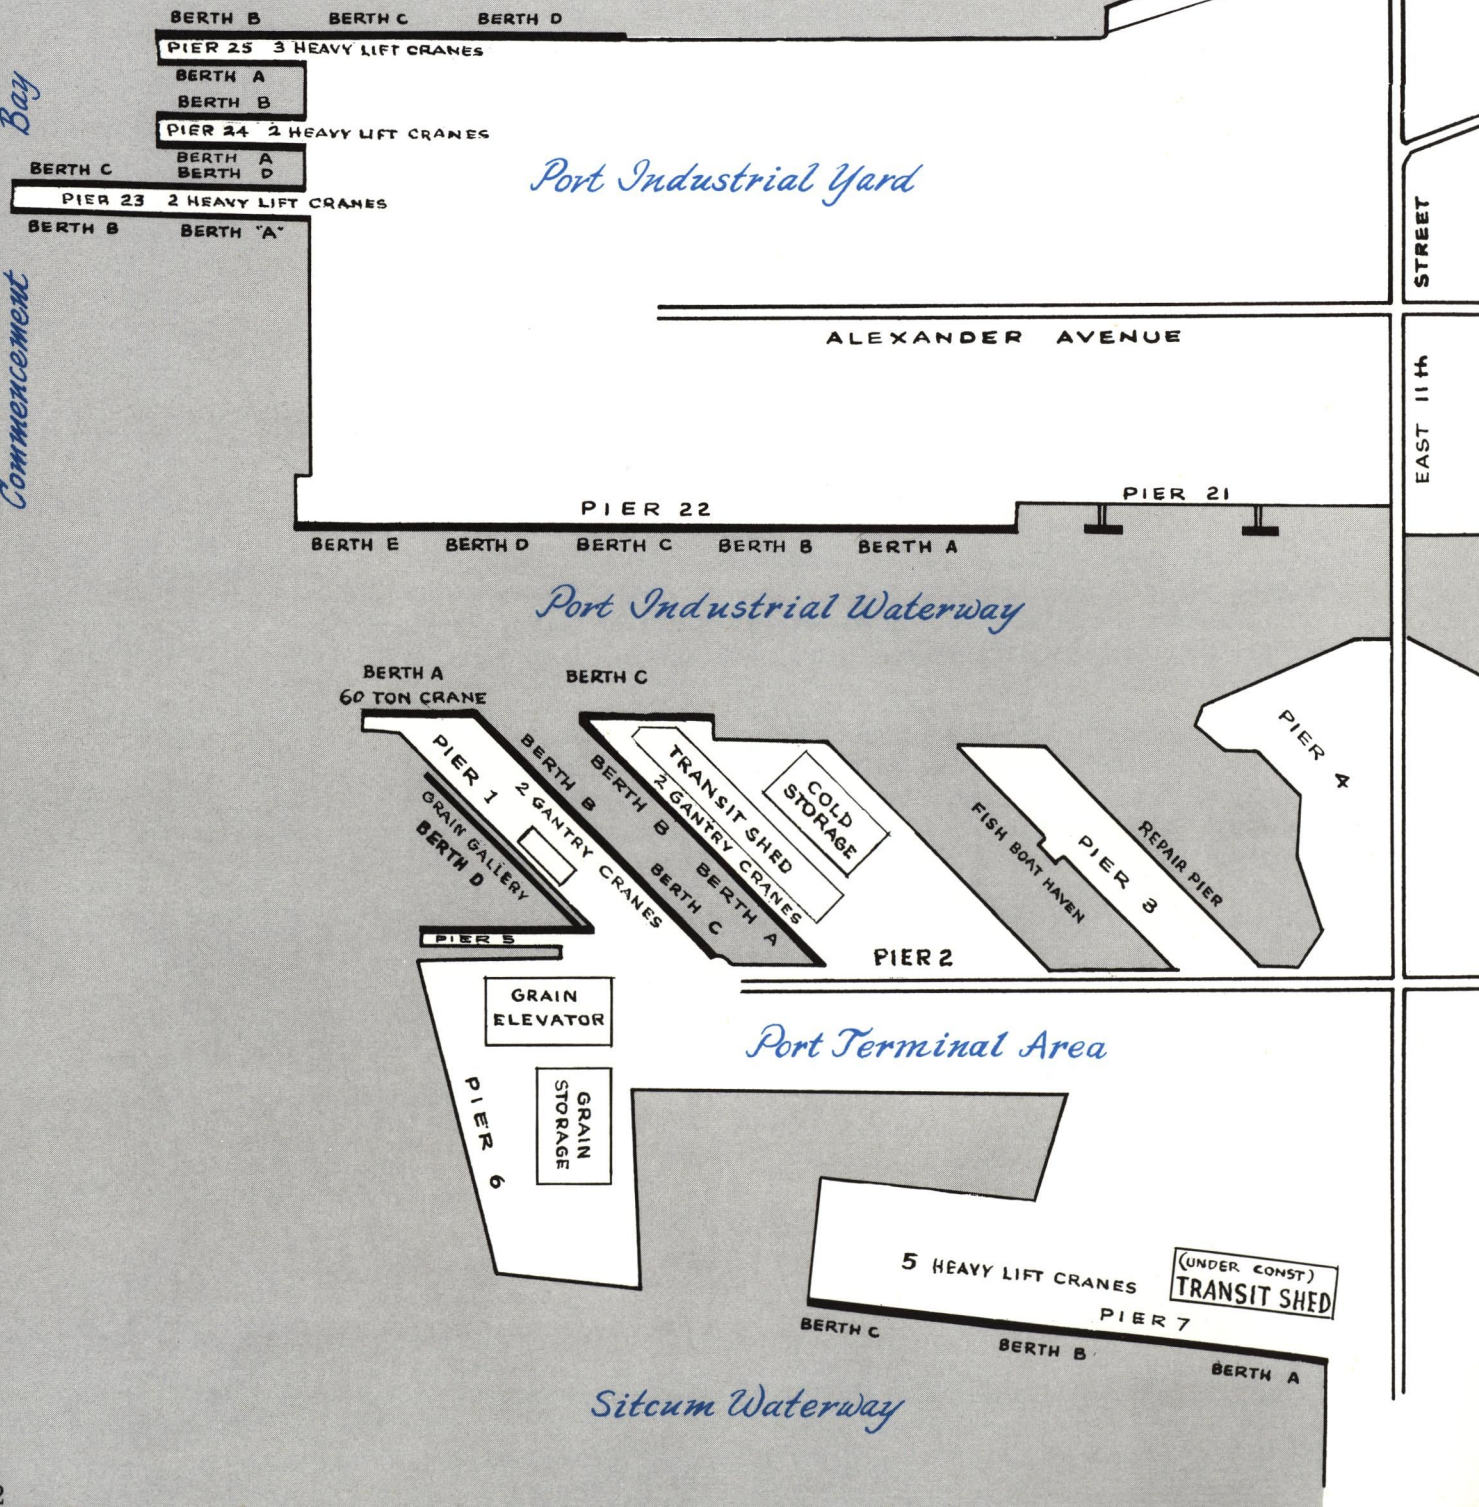 BERTH B BERTH C BERTH D
PIER 25 3 HEAVY LIFT CRANES
BERTH A
BERTH B
PIER 24 2 HEAVY LIFT CRANES
BERTH A
BERTH C BERTH D
PIER 23 2 HEAVY LIFT CRANES
BERTH B BERTH "A"
Commencement Bay
Port Industrial Yard
EAST 11th STREET
ALEXANDER AVENUE
PIER 21
PIER 22
BERTH E BERTH D BERTH C BERTH B BERTH A
Port Industrial Waterway
BERTH A
60 TON CRANE
BERTH C
PIER 1
2 GANTRY CRANES
BERTH B
BERTH C
GRAIN GALLERY
BERTH D
BERTH B
BERTH A
TRANSIT SHED
2 GANTRY CRANES
COLD
STORAGE
PIER 2
FISH BOAT HAVEN
PIER 3
REPAIR PIER
PIER 4
PIER 5
GRAIN
ELEVATOR
Port Terminal Area
PIER 6
GRAIN
STORAGE
5 HEAVY LIFT CRANES
(UNDER CONST)
TRANSIT SHED
PIER 7
BERTH C
BERTH B
BERTH A
Sitcum Waterway
2